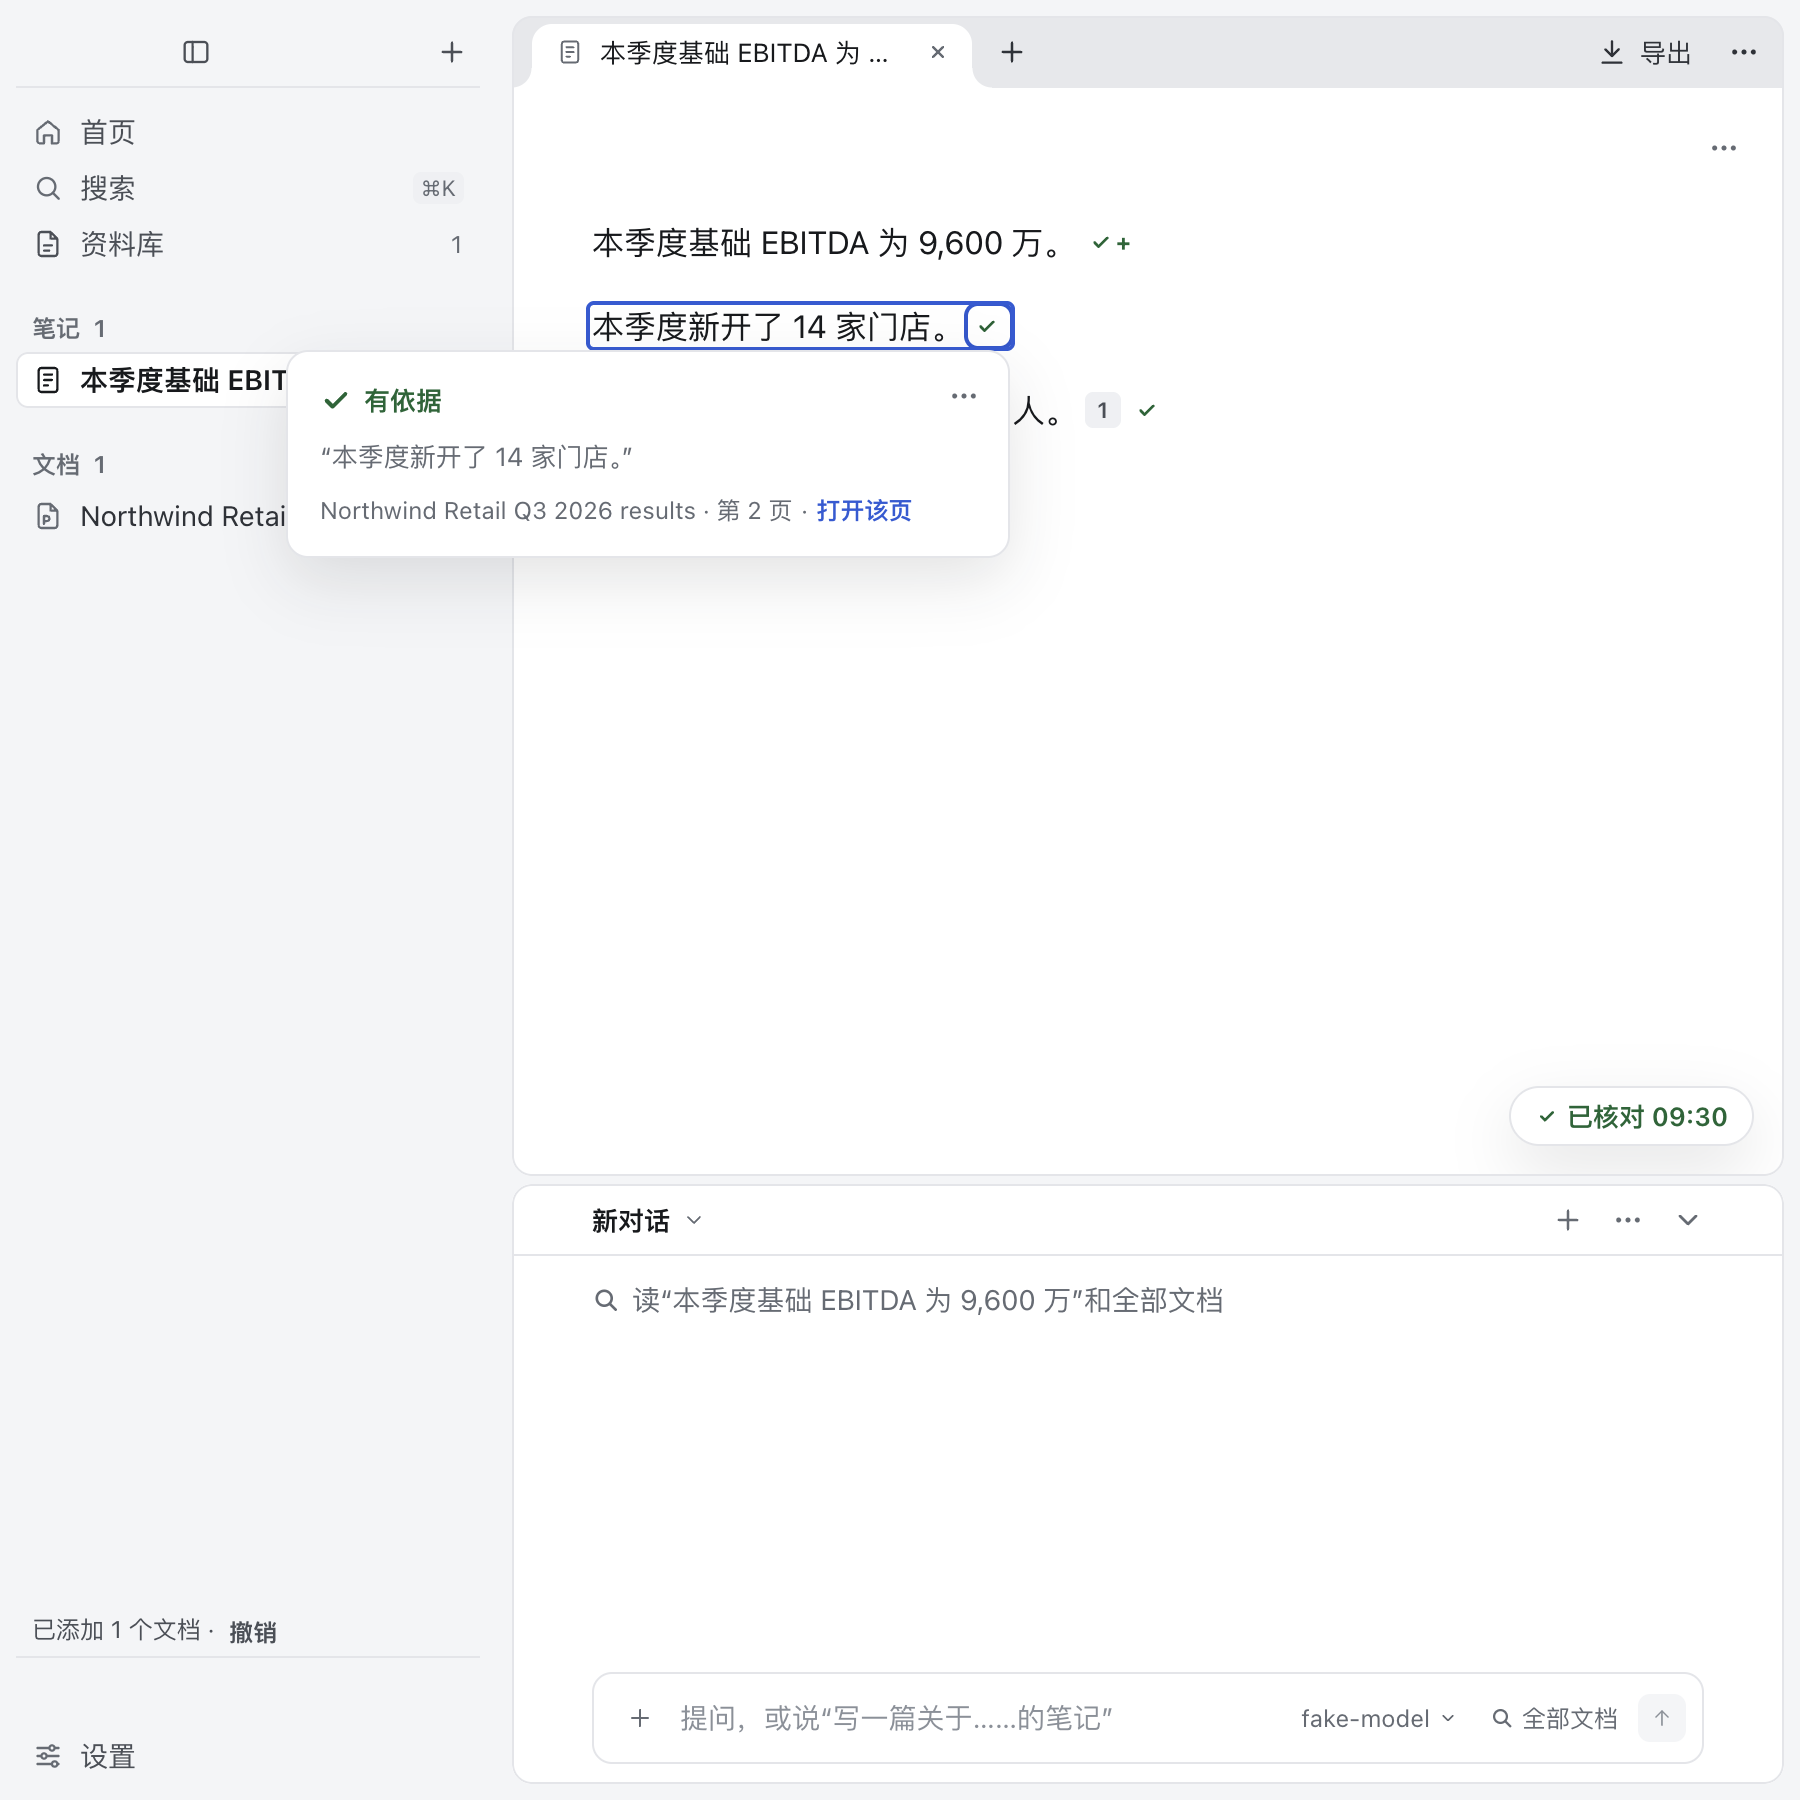 首页
搜索 ⌘K
资料库 1
笔记 1
本季度基础 EBIT
文档 1
Northwind Retai
已添加 1 个文档 · 撤销
设置
本季度基础 EBITDA 为 ...
导出
本季度基础 EBITDA 为 9,600 万。
本季度新开了 14 家门店。
人。 1
有依据
“本季度新开了 14 家门店。”
Northwind Retail Q3 2026 results · 第 2 页 · 打开该页
已核对 09:30
新对话
读“本季度基础 EBITDA 为 9,600 万”和全部文档
提问，或说“写一篇关于……的笔记” fake-model 全部文档